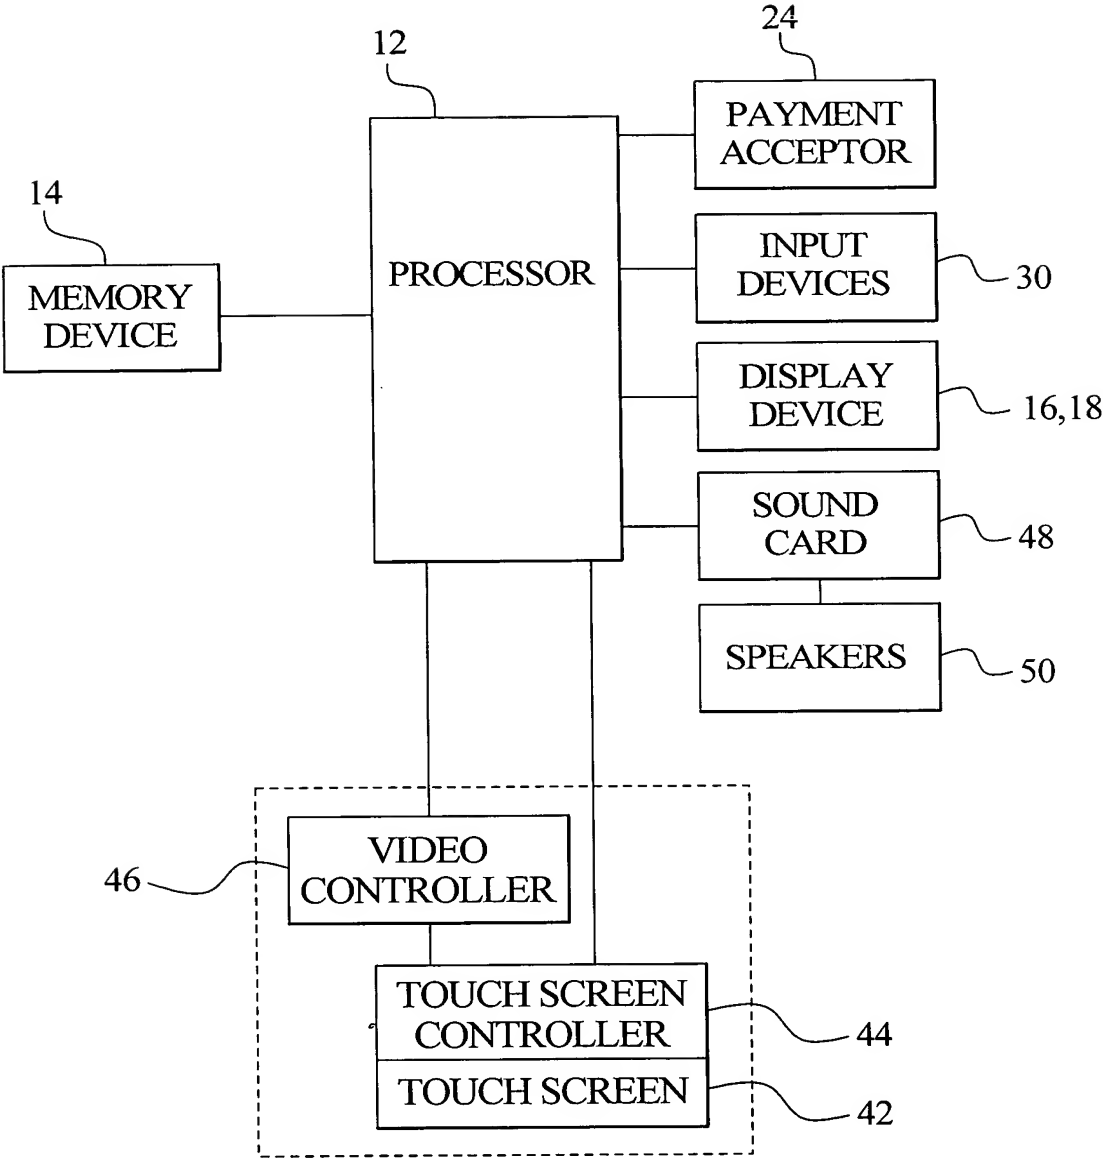 24
12
PAYMENT
ACCEPTOR
14
INPUT
DEVICES
30
PROCESSOR
MEMORY
DEVICE
DISPLAY
DEVICE
16,18
SOUND
CARD
48
SPEAKERS
50
VIDEO
CONTROLLER
46
TOUCH SCREEN
CONTROLLER
44
TOUCH SCREEN
42